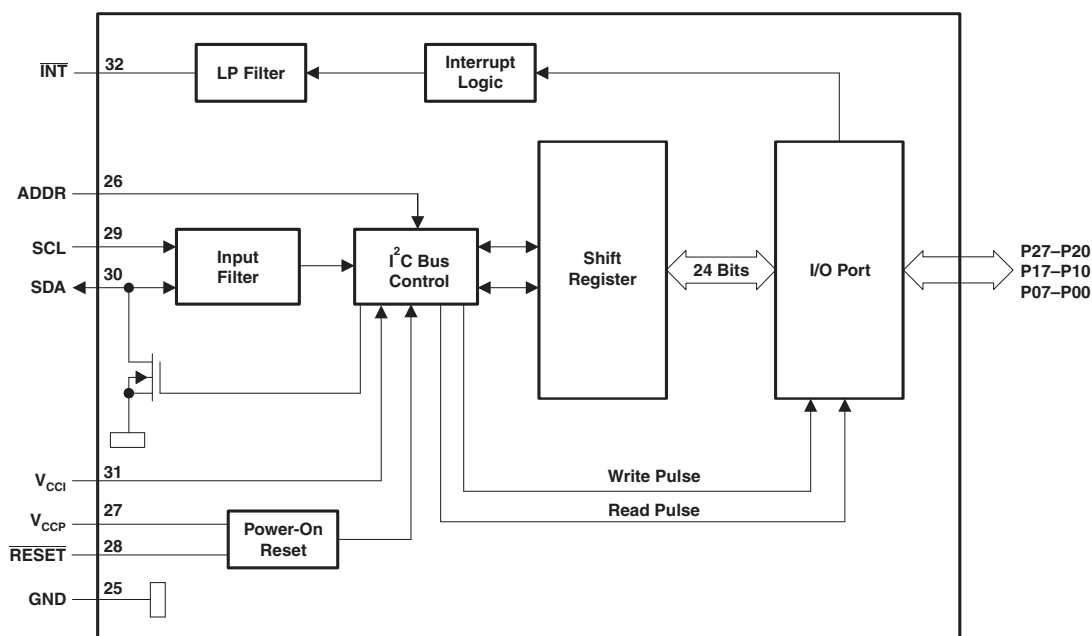 INT
32
LP Filter
Interrupt
Logic
ADDR
26
SCL
29
SDA
30
Input
Filter
I2C Bus
Control
Shift
Register
24 Bits
I/O Port
P27–P20
P17–P10
P07–P00
VCCI
31
Write Pulse
VCCP
27
Read Pulse
RESET
28
Power-On
Reset
GND
25